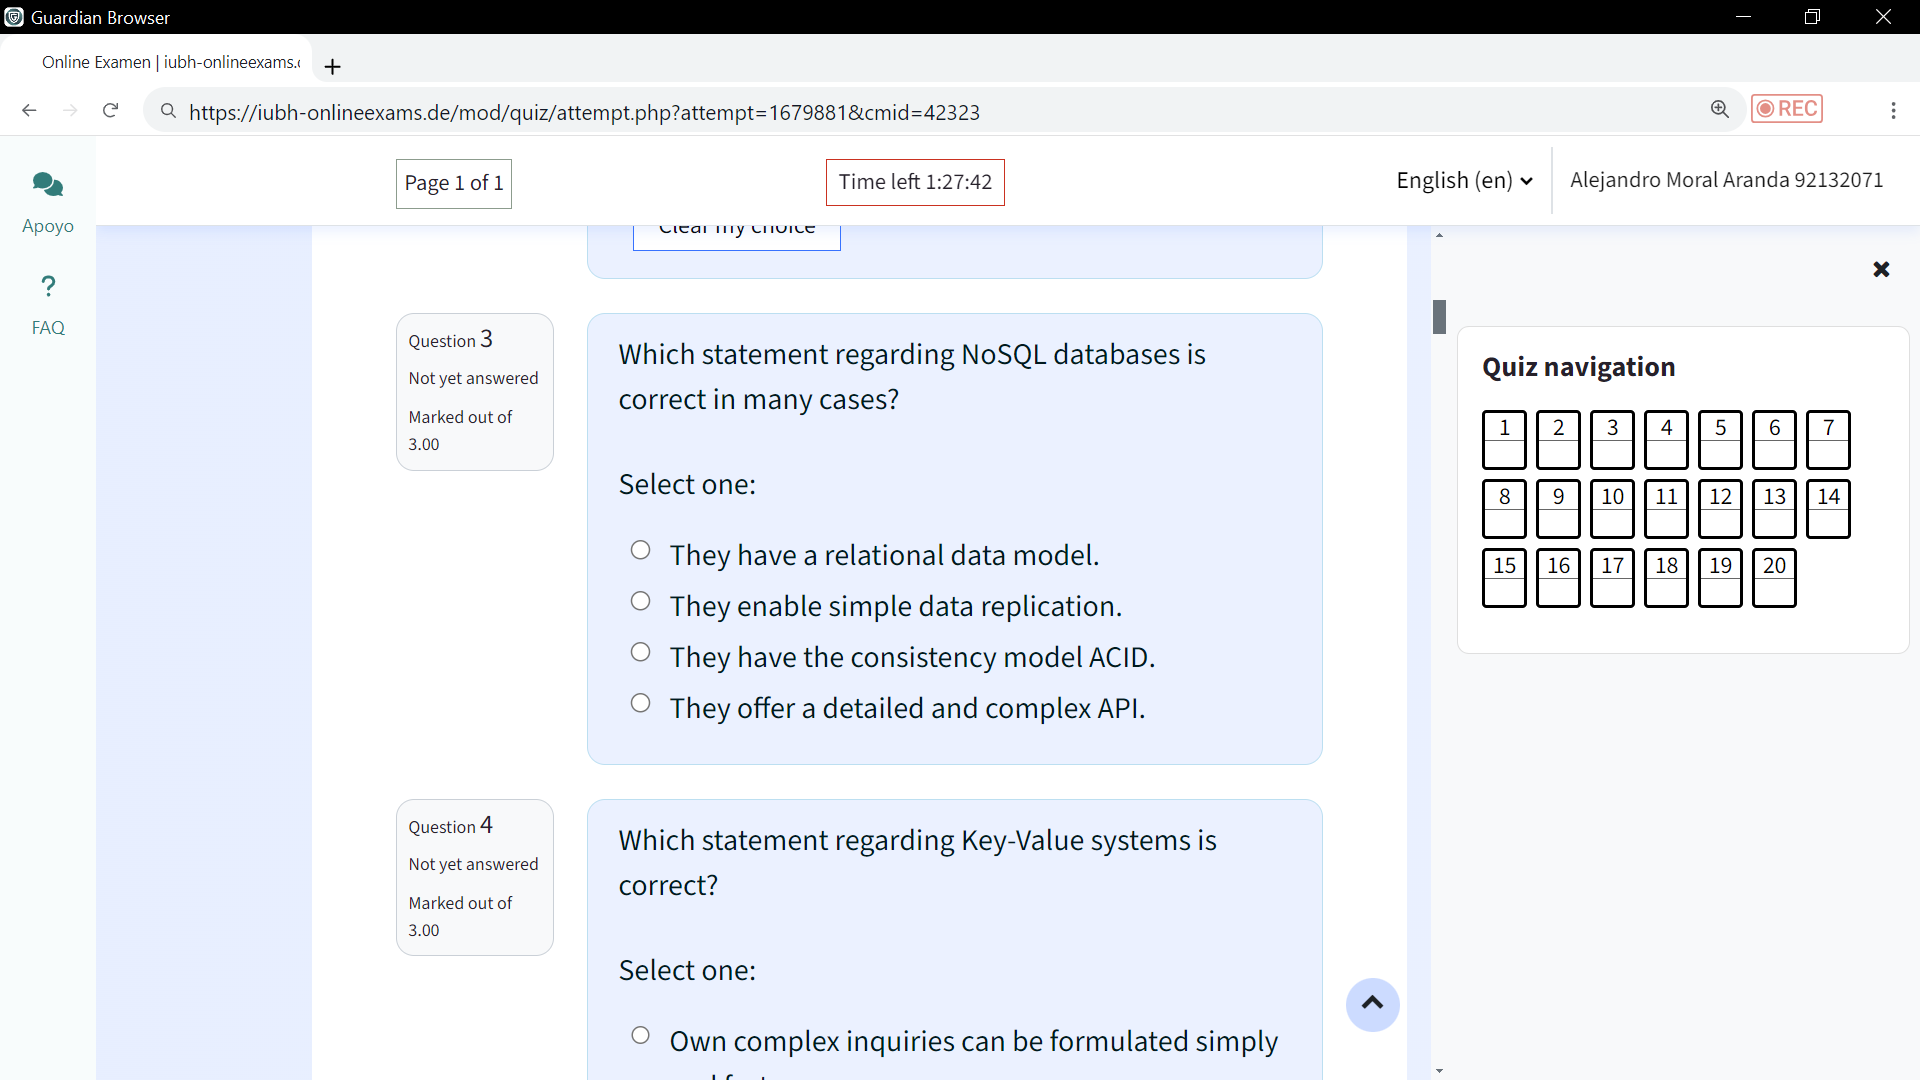 Guardian Browser
Online Examen | iubh-onlineexams.
https://iubh-onlineexams.de/mod/quiz/attempt.php?attempt=1679881&cmid=42323
REC
Apoyo
FAQ
Page 1 of 1
Time left 1:27:42
English (en)
Alejandro Moral Aranda 92132071
Clear my choice
Question 3
Not yet answered
Marked out of
3.00
Which statement regarding NoSQL databases is
correct in many cases?
Select one:
They have a relational data model.
They enable simple data replication.
They have the consistency model ACID.
They offer a detailed and complex API.
Question 4
Not yet answered
Marked out of
3.00
Which statement regarding Key-Value systems is
correct?
Select one:
Own complex inquiries can be formulated simply
Quiz navigation
1 2 3 4 5 6 7
8 9 10 11 12 13 14
15 16 17 18 19 20